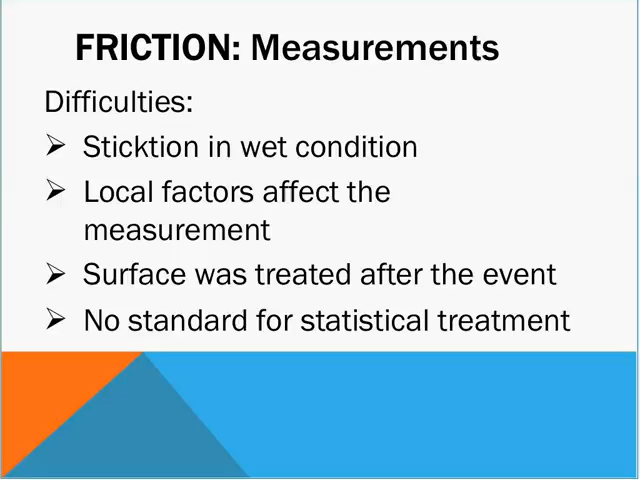 FRICTION: Measurements
Difficulties:
➢ Sticktion in wet condition
➢ Local factors affect the
measurement
➢ Surface was treated after the event
➢ No standard for statistical treatment